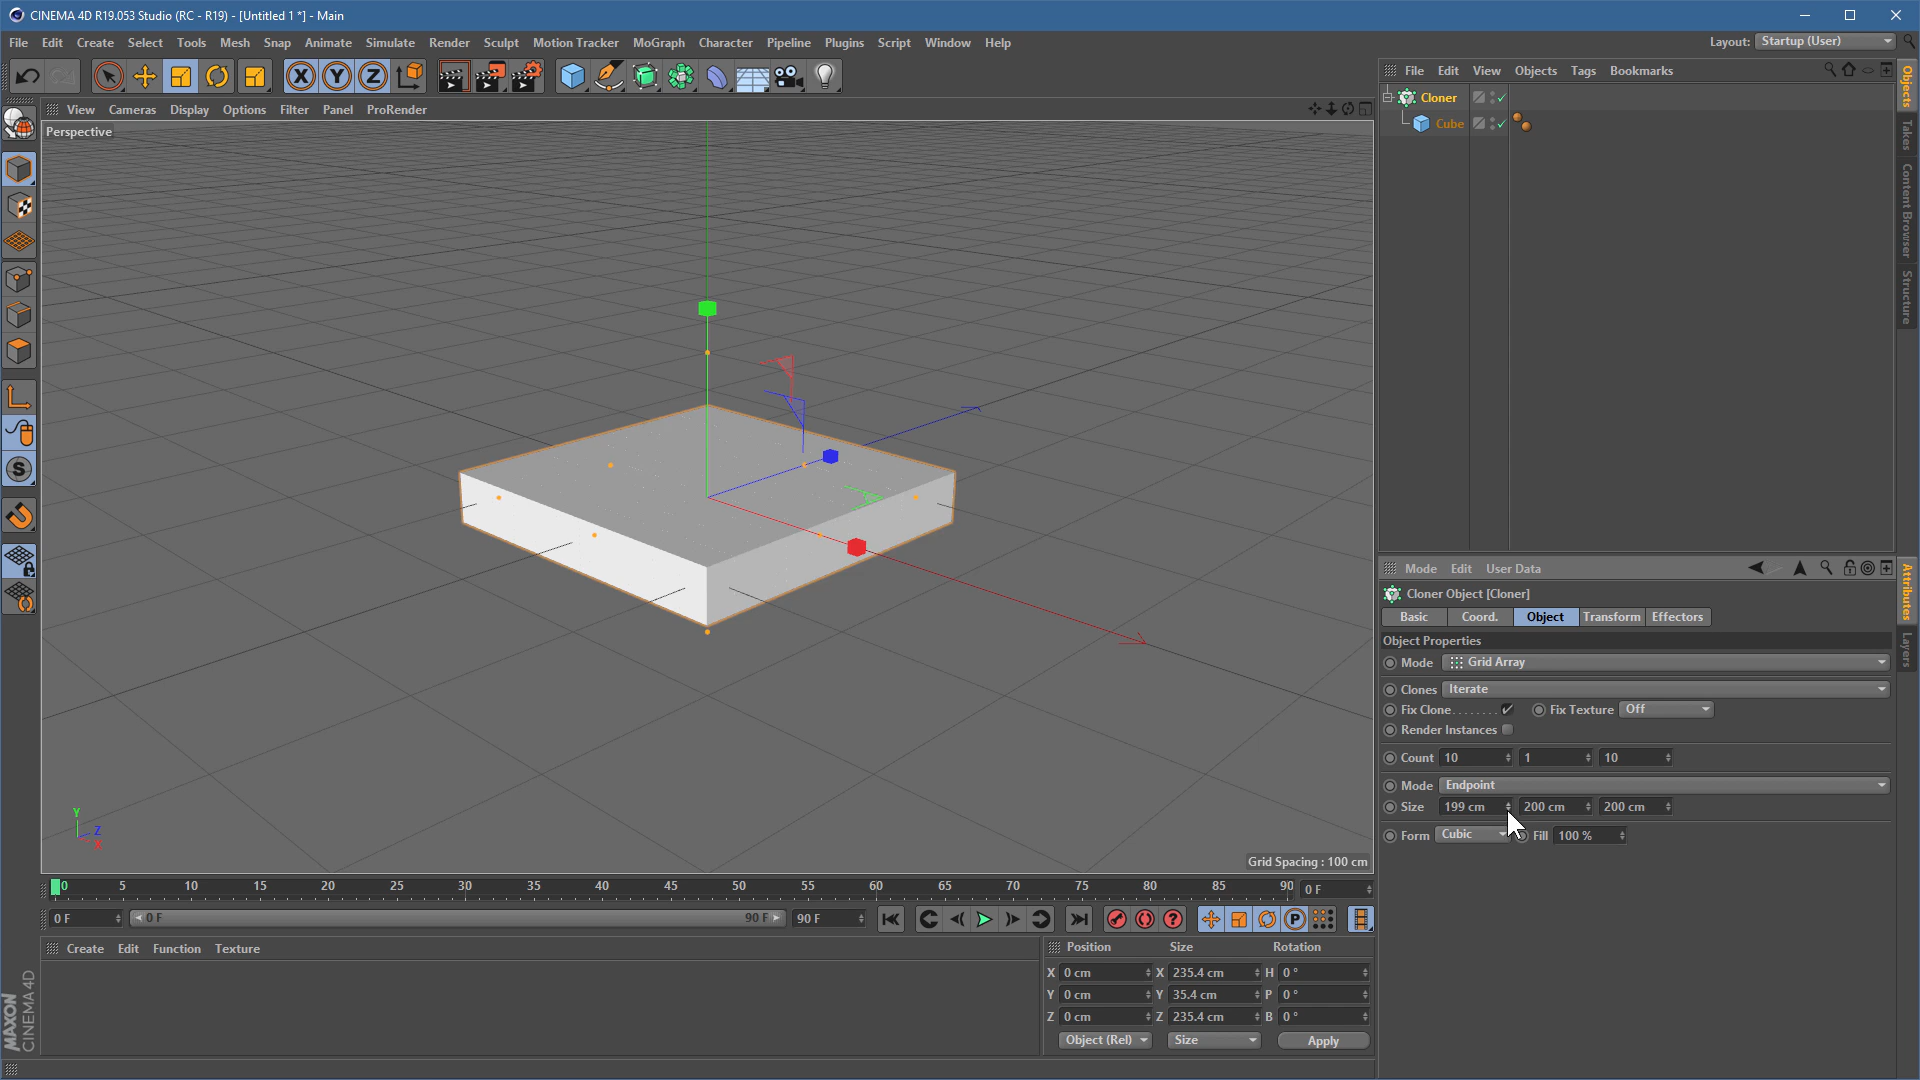 CINEMA 4D R19.053 Studio (RC - R19) - [Untitled 1 *] - Main
File Edit Create Select Tools Mesh Snap Animate Simulate Render Sculpt Motion Tracker MoGraph Character Pipeline Plugins Script Window Help
Layout: Startup (User)
X Y Z
File Edit View Objects Tags Bookmarks
Cloner
Cube
Objects
Takes
Content Browser
Structure
View Cameras Display Options Filter Panel ProRender
Perspective
Y
Z
X
Grid Spacing : 100 cm
Mode Edit User Data
Cloner Object [Cloner]
Basic Coord. Object Transform Effectors
Object Properties
Mode Grid Array
Clones Iterate
Fix Clone........ Fix Texture Off
Render Instances
Count 10 1 10
Mode Endpoint
Size 199 cm 200 cm 200 cm
Form Cubic Fill 100 %
Attributes
Layers
0 5 10 15 20 25 30 35 40 45 50 55 60 65 70 75 80 85 90 0 F
0 F 0 F 90 F 90 F
Create Edit Function Texture
Position Size Rotation
X 0 cm X 235.4 cm H 0 °
Y 0 cm Y 35.4 cm P 0 °
Z 0 cm Z 235.4 cm B 0 °
Object (Rel) Size Apply
MAXON
CINEMA 4D